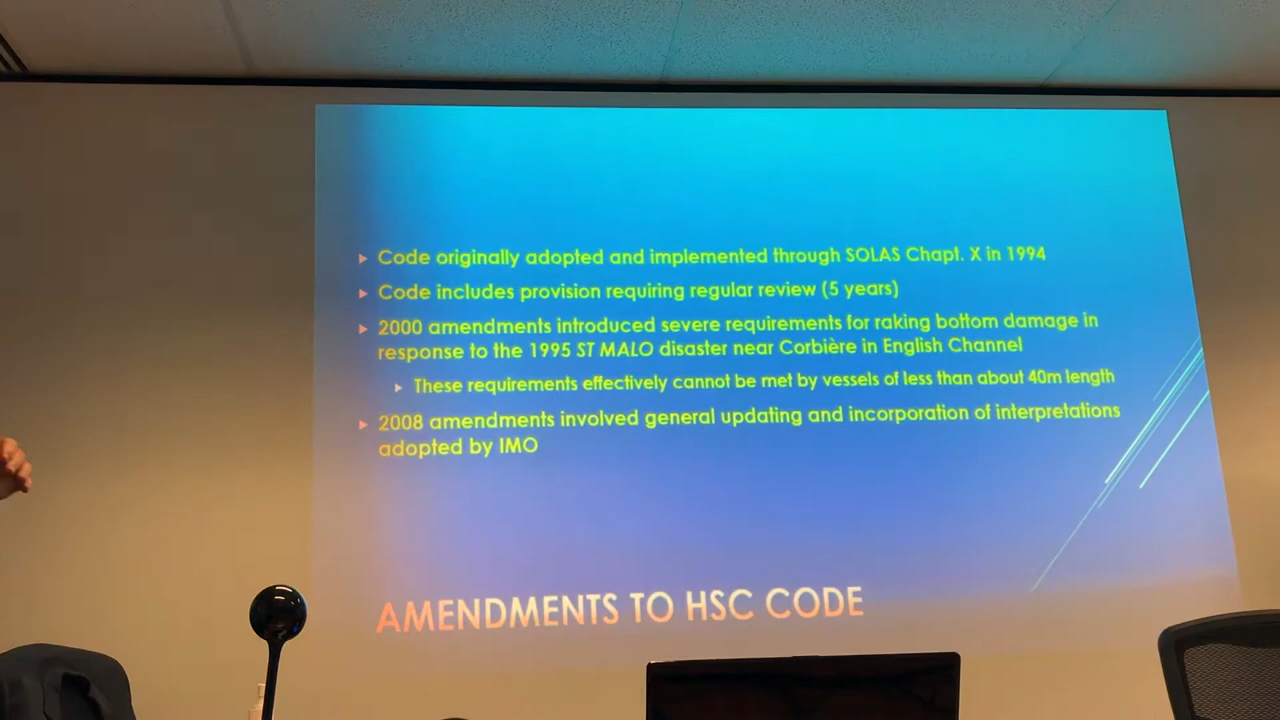 Code originally adopted and implemented through SOLAS Chapt. X in 1994
Code includes provision requiring regular review (5 years)
2000 amendments introduced severe requirements for raking bottom damage in
response to the 1995 ST MALO disaster near Corbière in English Channel
These requirements effectively cannot be met by vessels of less than about 40m length
2008 amendments involved general updating and incorporation of interpretations
adopted by IMO
AMENDMENTS TO HSC CODE